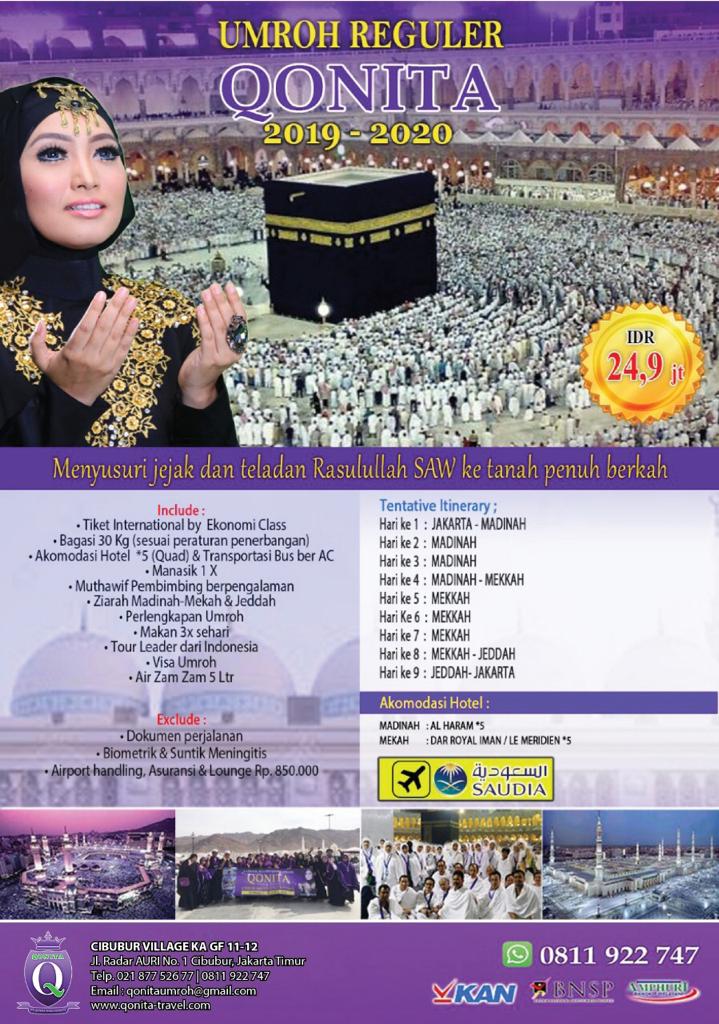 UMROH REGULER
QONITA
2019 - 2020
IDR
24,9 jt
Menyusuri jejak dan teladan Rasulullah SAW ke tanah penuh berkah
Include :
• Tiket International by Ekonomi Class
• Bagasi 30 Kg (sesuai peraturan penerbangan)
• Akomodasi Hotel *5 (Quad) & Transportasi Bus ber AC
• Manasik 1 X
• Muthawif Pembimbing berpengalaman
• Ziarah Madinah-Mekah & Jeddah
• Perlengkapan Umroh
• Makan 3x sehari
• Tour Leader dari Indonesia
• Visa Umroh
• Air Zam Zam 5 Ltr
Exclude :
• Dokumen perjalanan
• Biometrik & Suntik Meningitis
• Airport handling, Asuransi & Lounge Rp. 850.000
Tentative Itinerary ;
Hari ke 1 : JAKARTA - MADINAH
Hari ke 2 : MADINAH
Hari ke 3 : MADINAH
Hari ke 4 : MADINAH - MEKKAH
Hari ke 5 : MEKKAH
Hari Ke 6 : MEKKAH
Hari ke 7 : MEKKAH
Hari ke 8 : MEKKAH - JEDDAH
Hari ke 9 : JEDDAH- JAKARTA
Akomodasi Hotel :
MADINAH : AL HARAM *5
MEKAH : DAR ROYAL IMAN / LE MERIDIEN *5
السعودية
SAUDIA
QONITA
QONITA
Q
CIBUBUR VILLAGE KA GF 11-12
Jl. Radar AURI No. 1 Cibubur, Jakarta Timur
Telp. 021 877 526 77 | 0811 922 747
Email : qonitaumroh@gmail.com
www.qonita-travel.com
0811 922 747
KAN
BNSP
AMPHURI